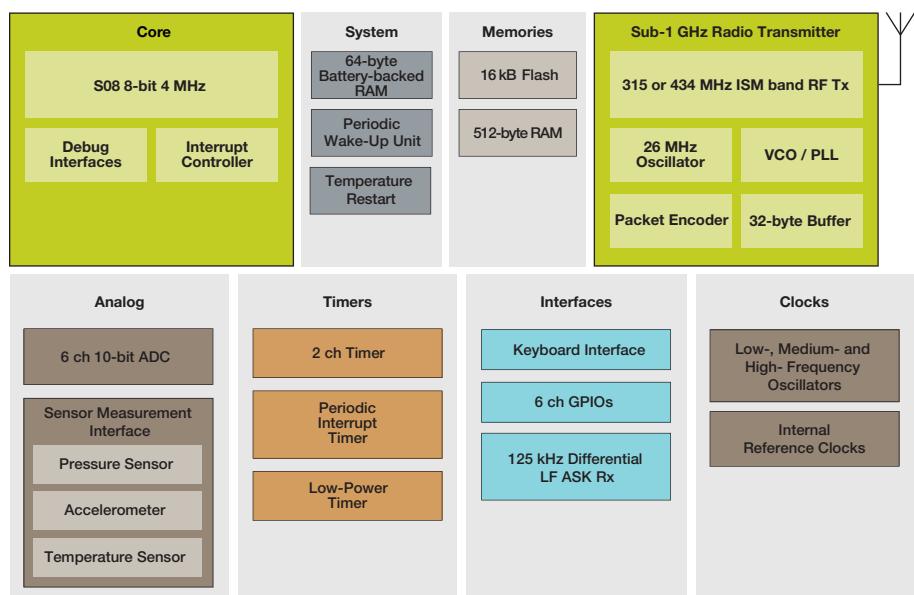 Core
S08 8-bit 4 MHz
Debug
Interfaces
Interrupt
Controller
System
64-byte
Battery-backed
RAM
Periodic
Wake-Up Unit
Temperature
Restart
Memories
16 kB Flash
512-byte RAM
Sub-1 GHz Radio Transmitter
315 or 434 MHz ISM band RF Tx
26 MHz
Oscillator
VCO / PLL
Packet Encoder
32-byte Buffer
Analog
6 ch 10-bit ADC
Sensor Measurement
Interface
Pressure Sensor
Accelerometer
Temperature Sensor
Timers
2 ch Timer
Periodic
Interrupt
Timer
Low-Power
Timer
Interfaces
Keyboard Interface
6 ch GPIOs
125 kHz Differential
LF ASK Rx
Clocks
Low-, Medium- and
High- Frequency
Oscillators
Internal
Reference Clocks